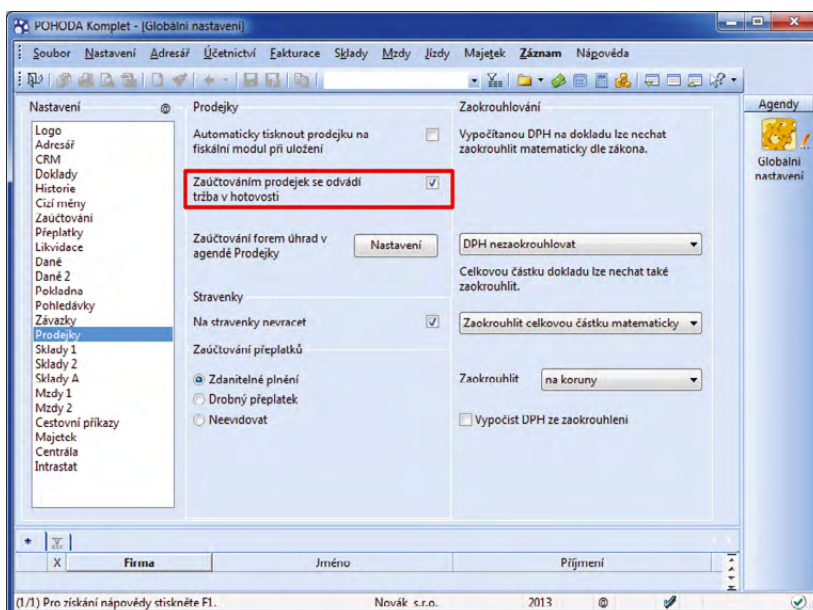 POHODA Komplet - [Globální nastavení]
Soubor Nastavení Adresář Účetnictví Fakturace Sklady Mzdy Jízdy Majetek Záznam Nápověda
Nastavení @
Logo
Adresář
CRM
Doklady
Historie
Cizí měny
Zaúčtování
Přeplatky
Likvidace
Daně
Daně 2
Pokladna
Pohledávky
Závazky
Prodejky
Sklady 1
Sklady 2
Sklady A
Mzdy 1
Mzdy 2
Cestovní příkazy
Majetek
Centrála
Intrastat
Prodejky
Automaticky tisknout prodejku na
fiskální modul při uložení
Zaúčtováním prodejek se odvádí
tržba v hotovosti
Zaúčtování forem úhrad v
agendě Prodejky
Nastavení
Stravenky
Na stravenky nevracet
Zaúčtování přeplatků
Zdanitelné plnění
Drobný přeplatek
Neevidovat
Zaokrouhlování
Vypočítanou DPH na dokladu lze nechat
zaokrouhlit matematicky dle zákona.
DPH nezaokrouhlovat
Celkovou částku dokladu lze nechat také
zaokrouhlit.
Zaokrouhlit celkovou částku matematicky
Zaokrouhlit na koruny
Vypočíst DPH ze zaokrouhlení
Agendy
Globální
nastavení
X Firma Jméno Příjmení
(1/1) Pro získání nápovědy stiskněte F1. Novák s.r.o. 2013 @